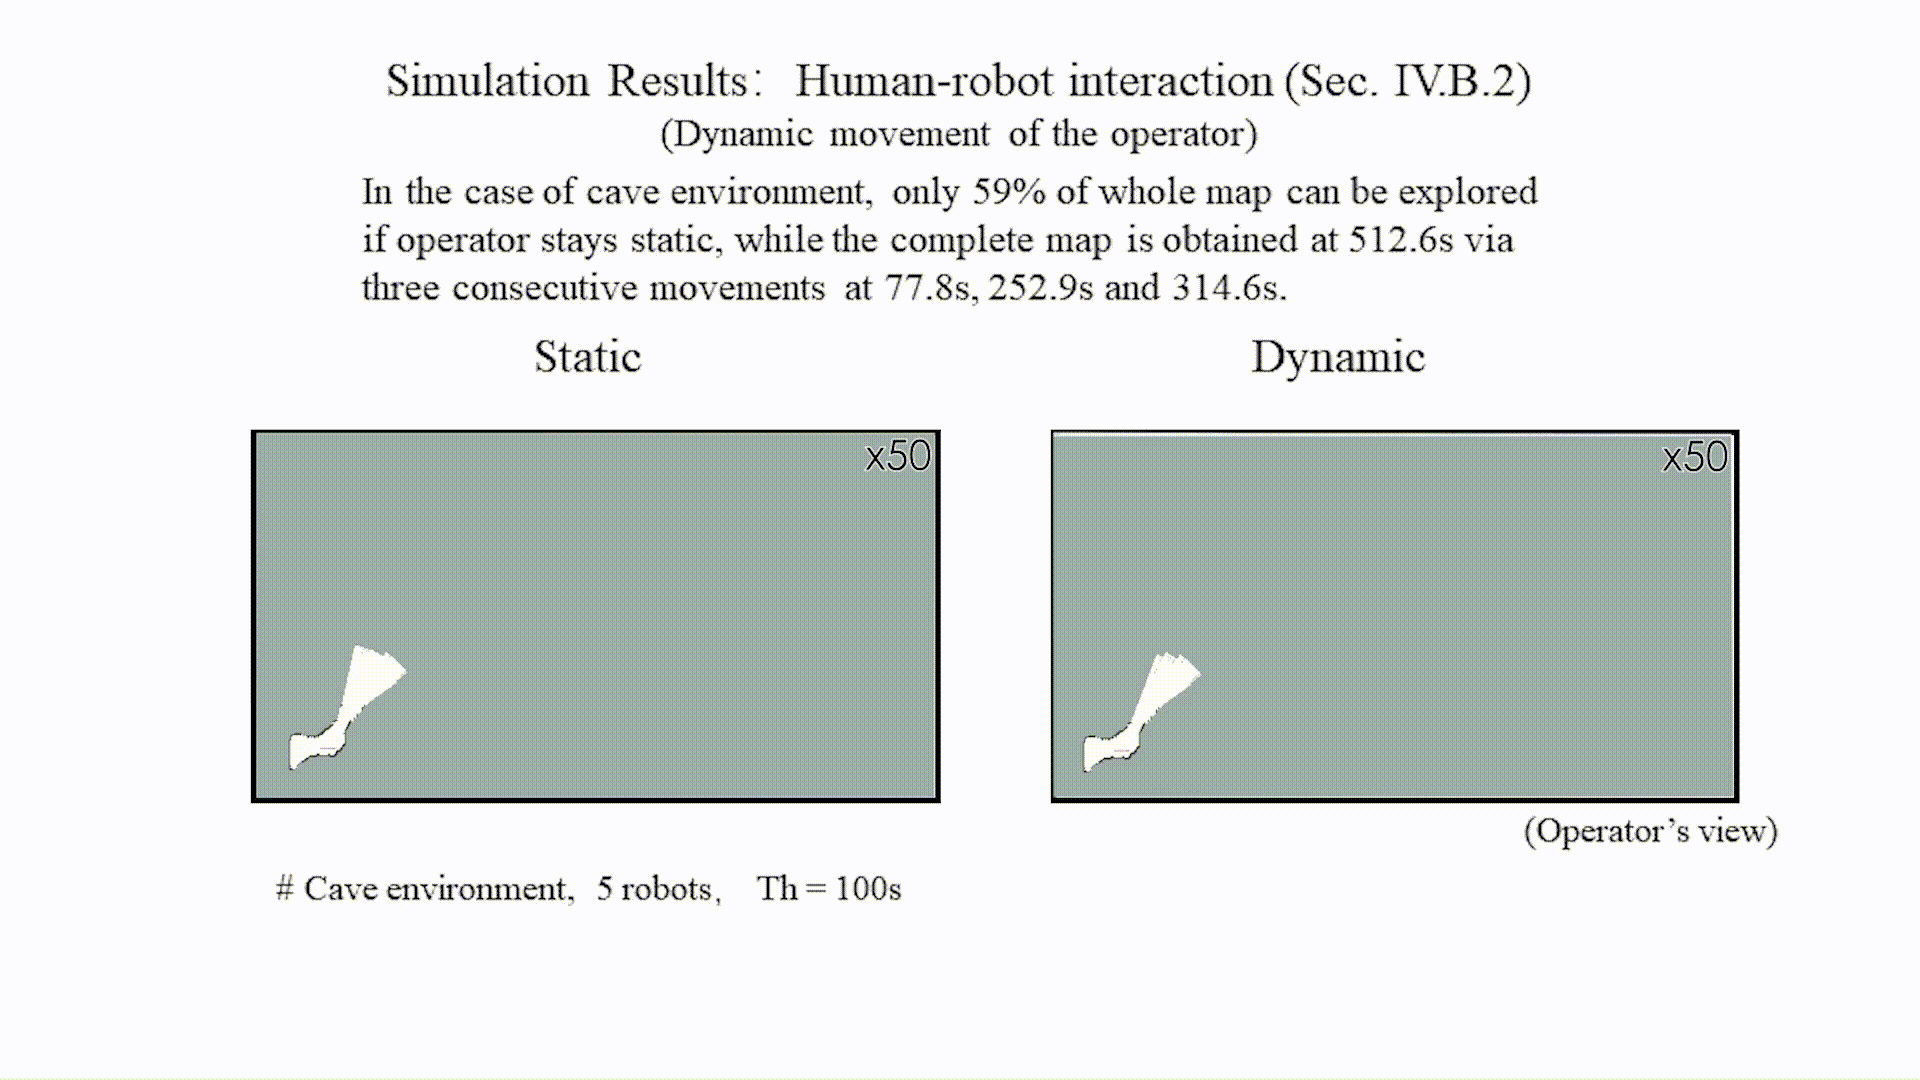 Simulation Results: Human-robot interaction (Sec. IV.B.2)
(Dynamic movement of the operator)
In the case of cave environment, only 59% of whole map can be explored
if operator stays static, while the complete map is obtained at 512.6s via
three consecutive movements at 77.8s, 252.9s and 314.6s.
Static
Dynamic
x50
x50
(Operator’s view)
# Cave environment, 5 robots, Th = 100s